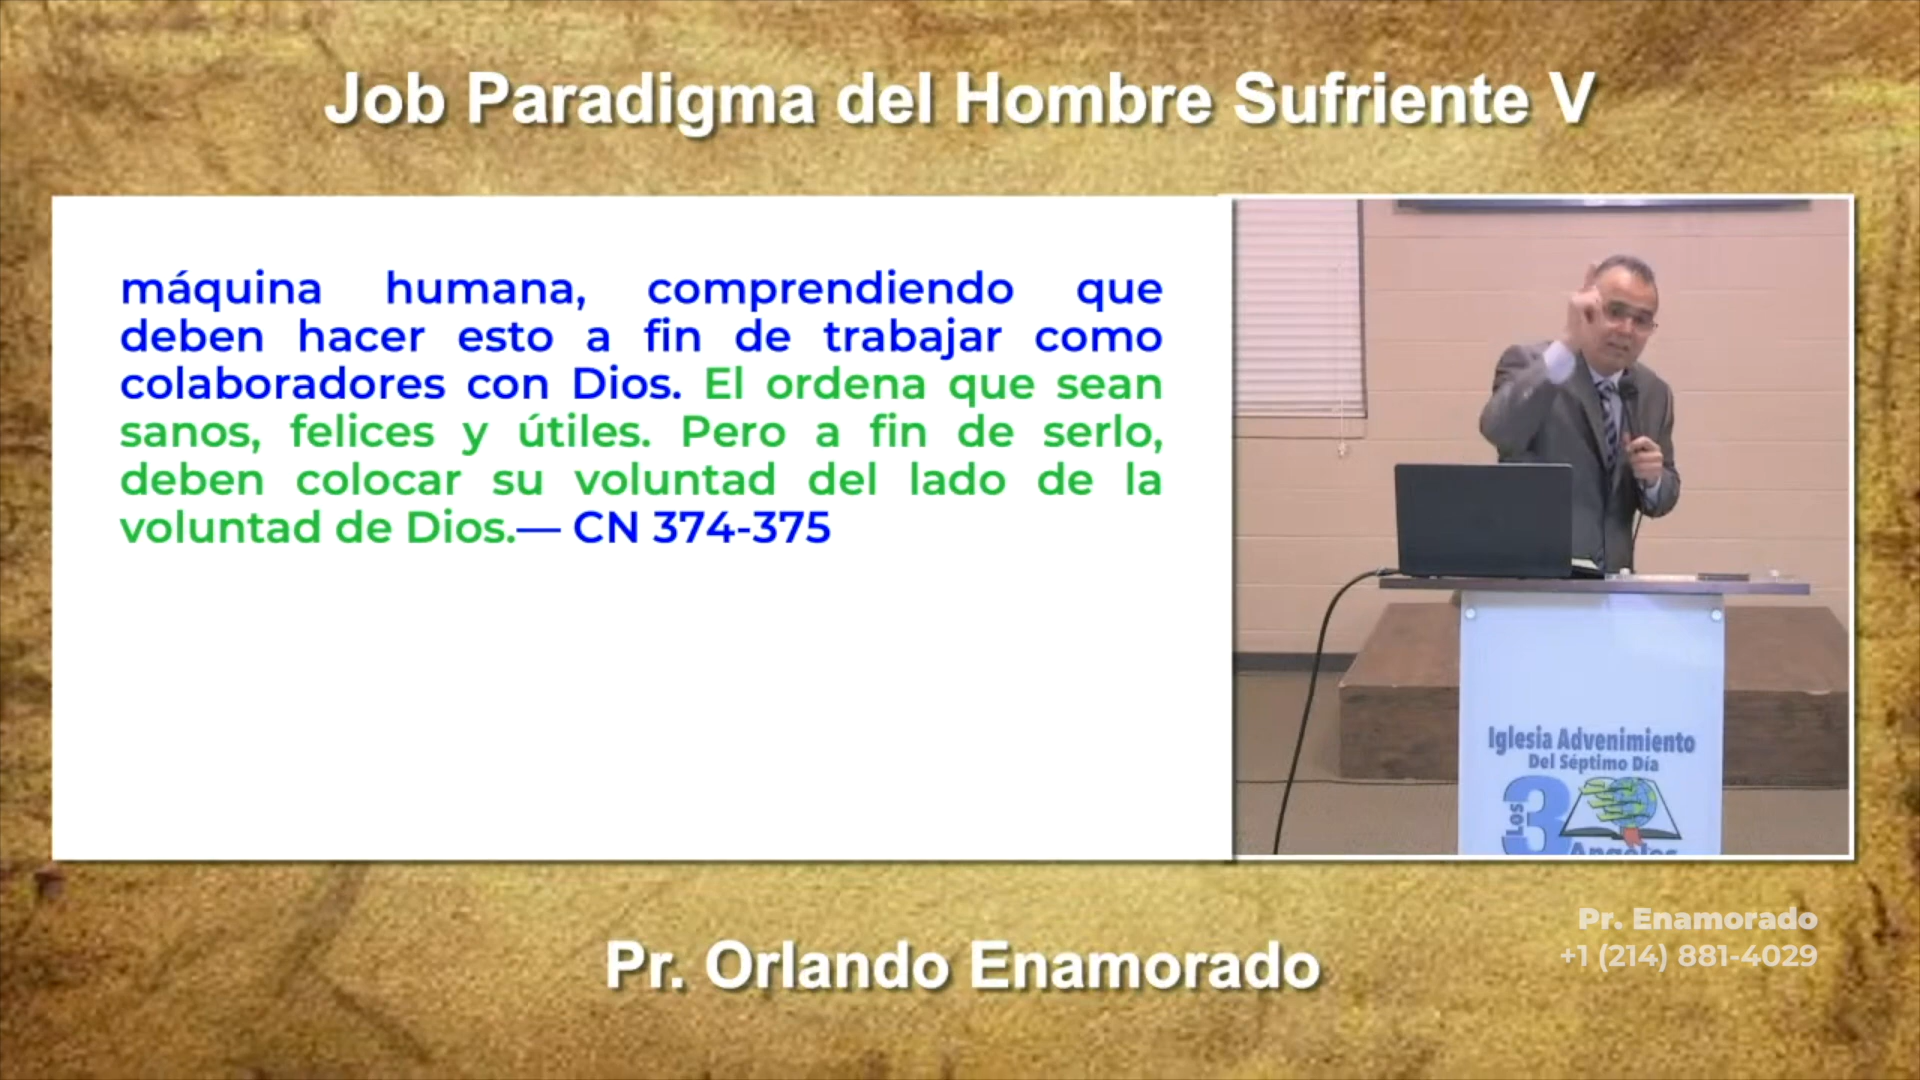 Job Paradigma del Hombre Sufriente V
máquina humana, comprendiendo que
deben hacer esto a fin de trabajar como
colaboradores con Dios. El ordena que sean
sanos, felices y útiles. Pero a fin de serlo,
deben colocar su voluntad del lado de la
voluntad de Dios.— CN 374-375
Iglesia Advenimiento
Del Séptimo Día
Los 3
Angeles
Pr. Enamorado
+1 (214) 881-4029
Pr. Orlando Enamorado